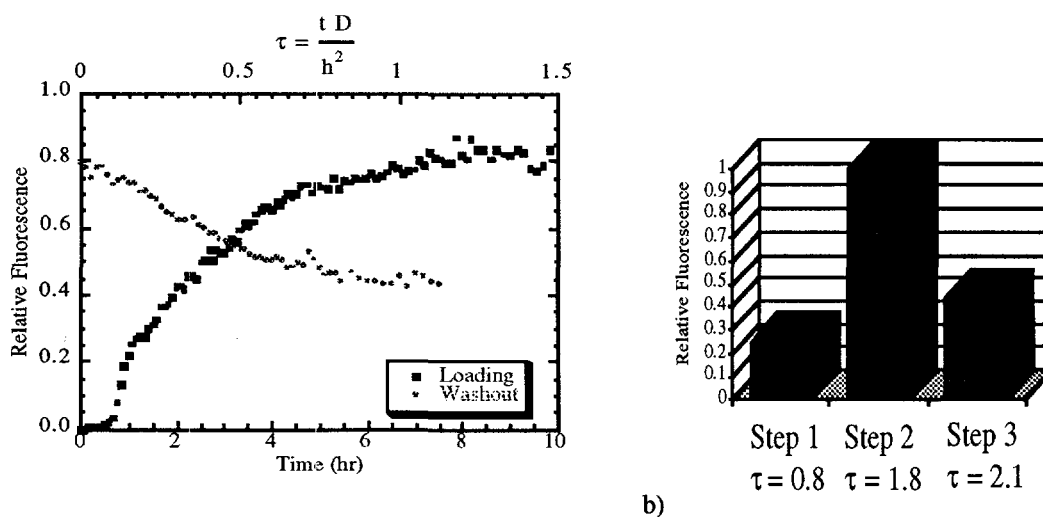 τ = t D / h²
0 0.5 1 1.5
Relative Fluorescence
1.0
0.8
0.6
0.4
0.2
0.0
Loading
Washout
0 2 4 6 8 10
Time (hr)
Relative Fluorescence
1
0.9
0.8
0.7
0.6
0.5
0.4
0.3
0.2
0.1
0
Step 1 Step 2 Step 3
τ = 0.8 τ = 1.8 τ = 2.1
b)